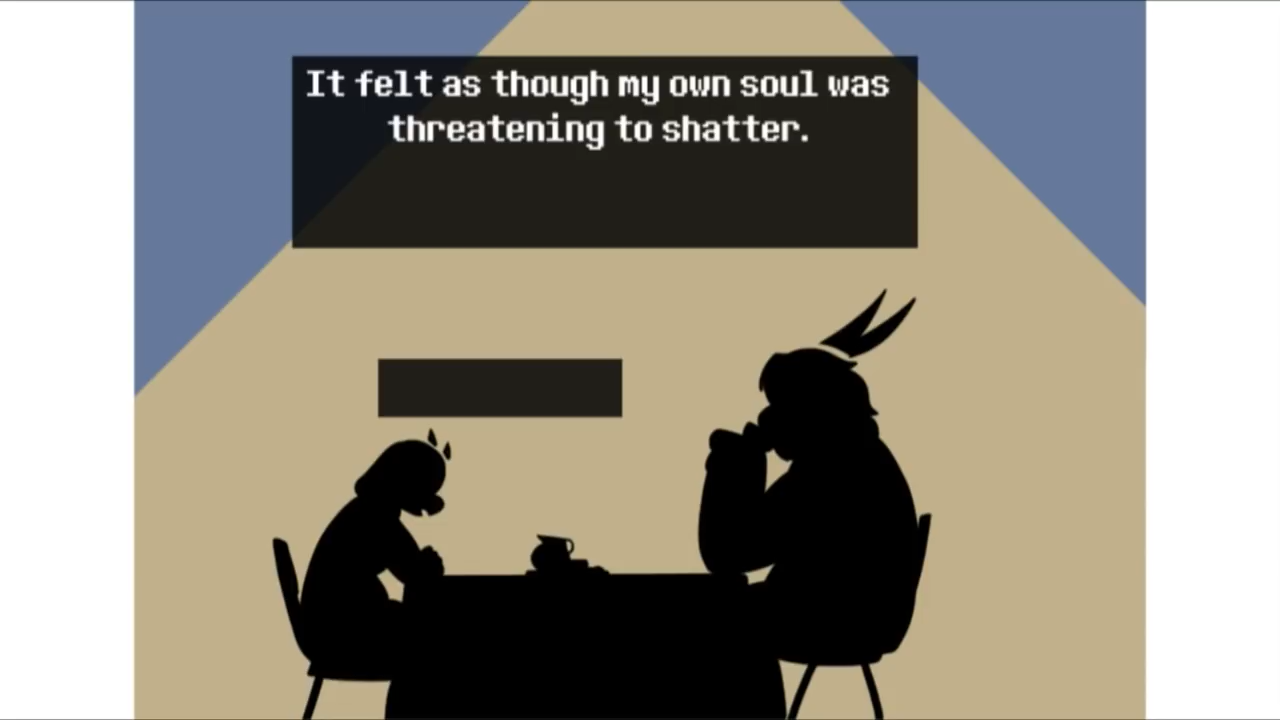 It felt as though my own soul was
threatening to shatter.